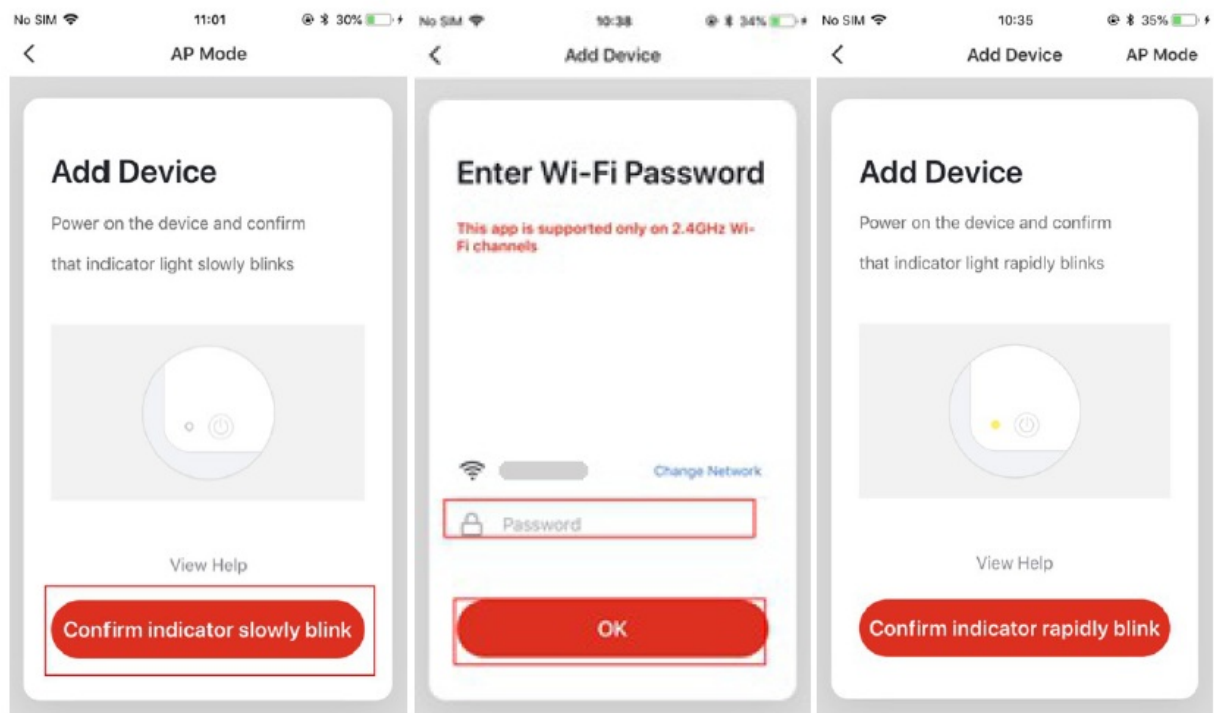 No SIM 11:01 30%
AP Mode
Add Device
Power on the device and confirm
that indicator light slowly blinks
View Help
Confirm indicator slowly blink
No SIM 10:38 34%
Add Device
Enter Wi-Fi Password
This app is supported only on 2.4GHz Wi-
Fi channels
Change Network
Password
OK
No SIM 10:35 35%
Add Device AP Mode
Add Device
Power on the device and confirm
that indicator light rapidly blinks
View Help
Confirm indicator rapidly blink